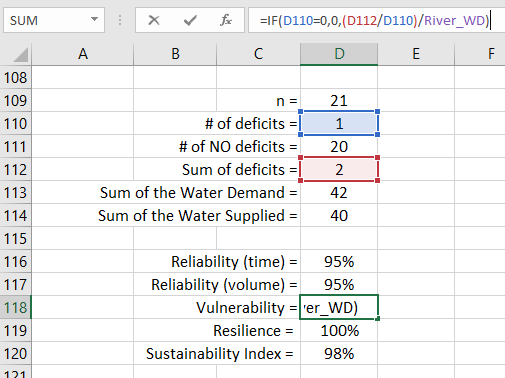 SUM fx =IF(D110=0,0,(D112/D110)/River_WD)
A B C D E F
108
109 n = 21
110 # of deficits = 1
111 # of NO deficits = 20
112 Sum of deficits = 2
113 Sum of the Water Demand = 42
114 Sum of the Water Supplied = 40
115
116 Reliability (time) = 95%
117 Reliability (volume) = 95%
118 Vulnerability = ver_WD)
119 Resilience = 100%
120 Sustainability Index = 98%
121